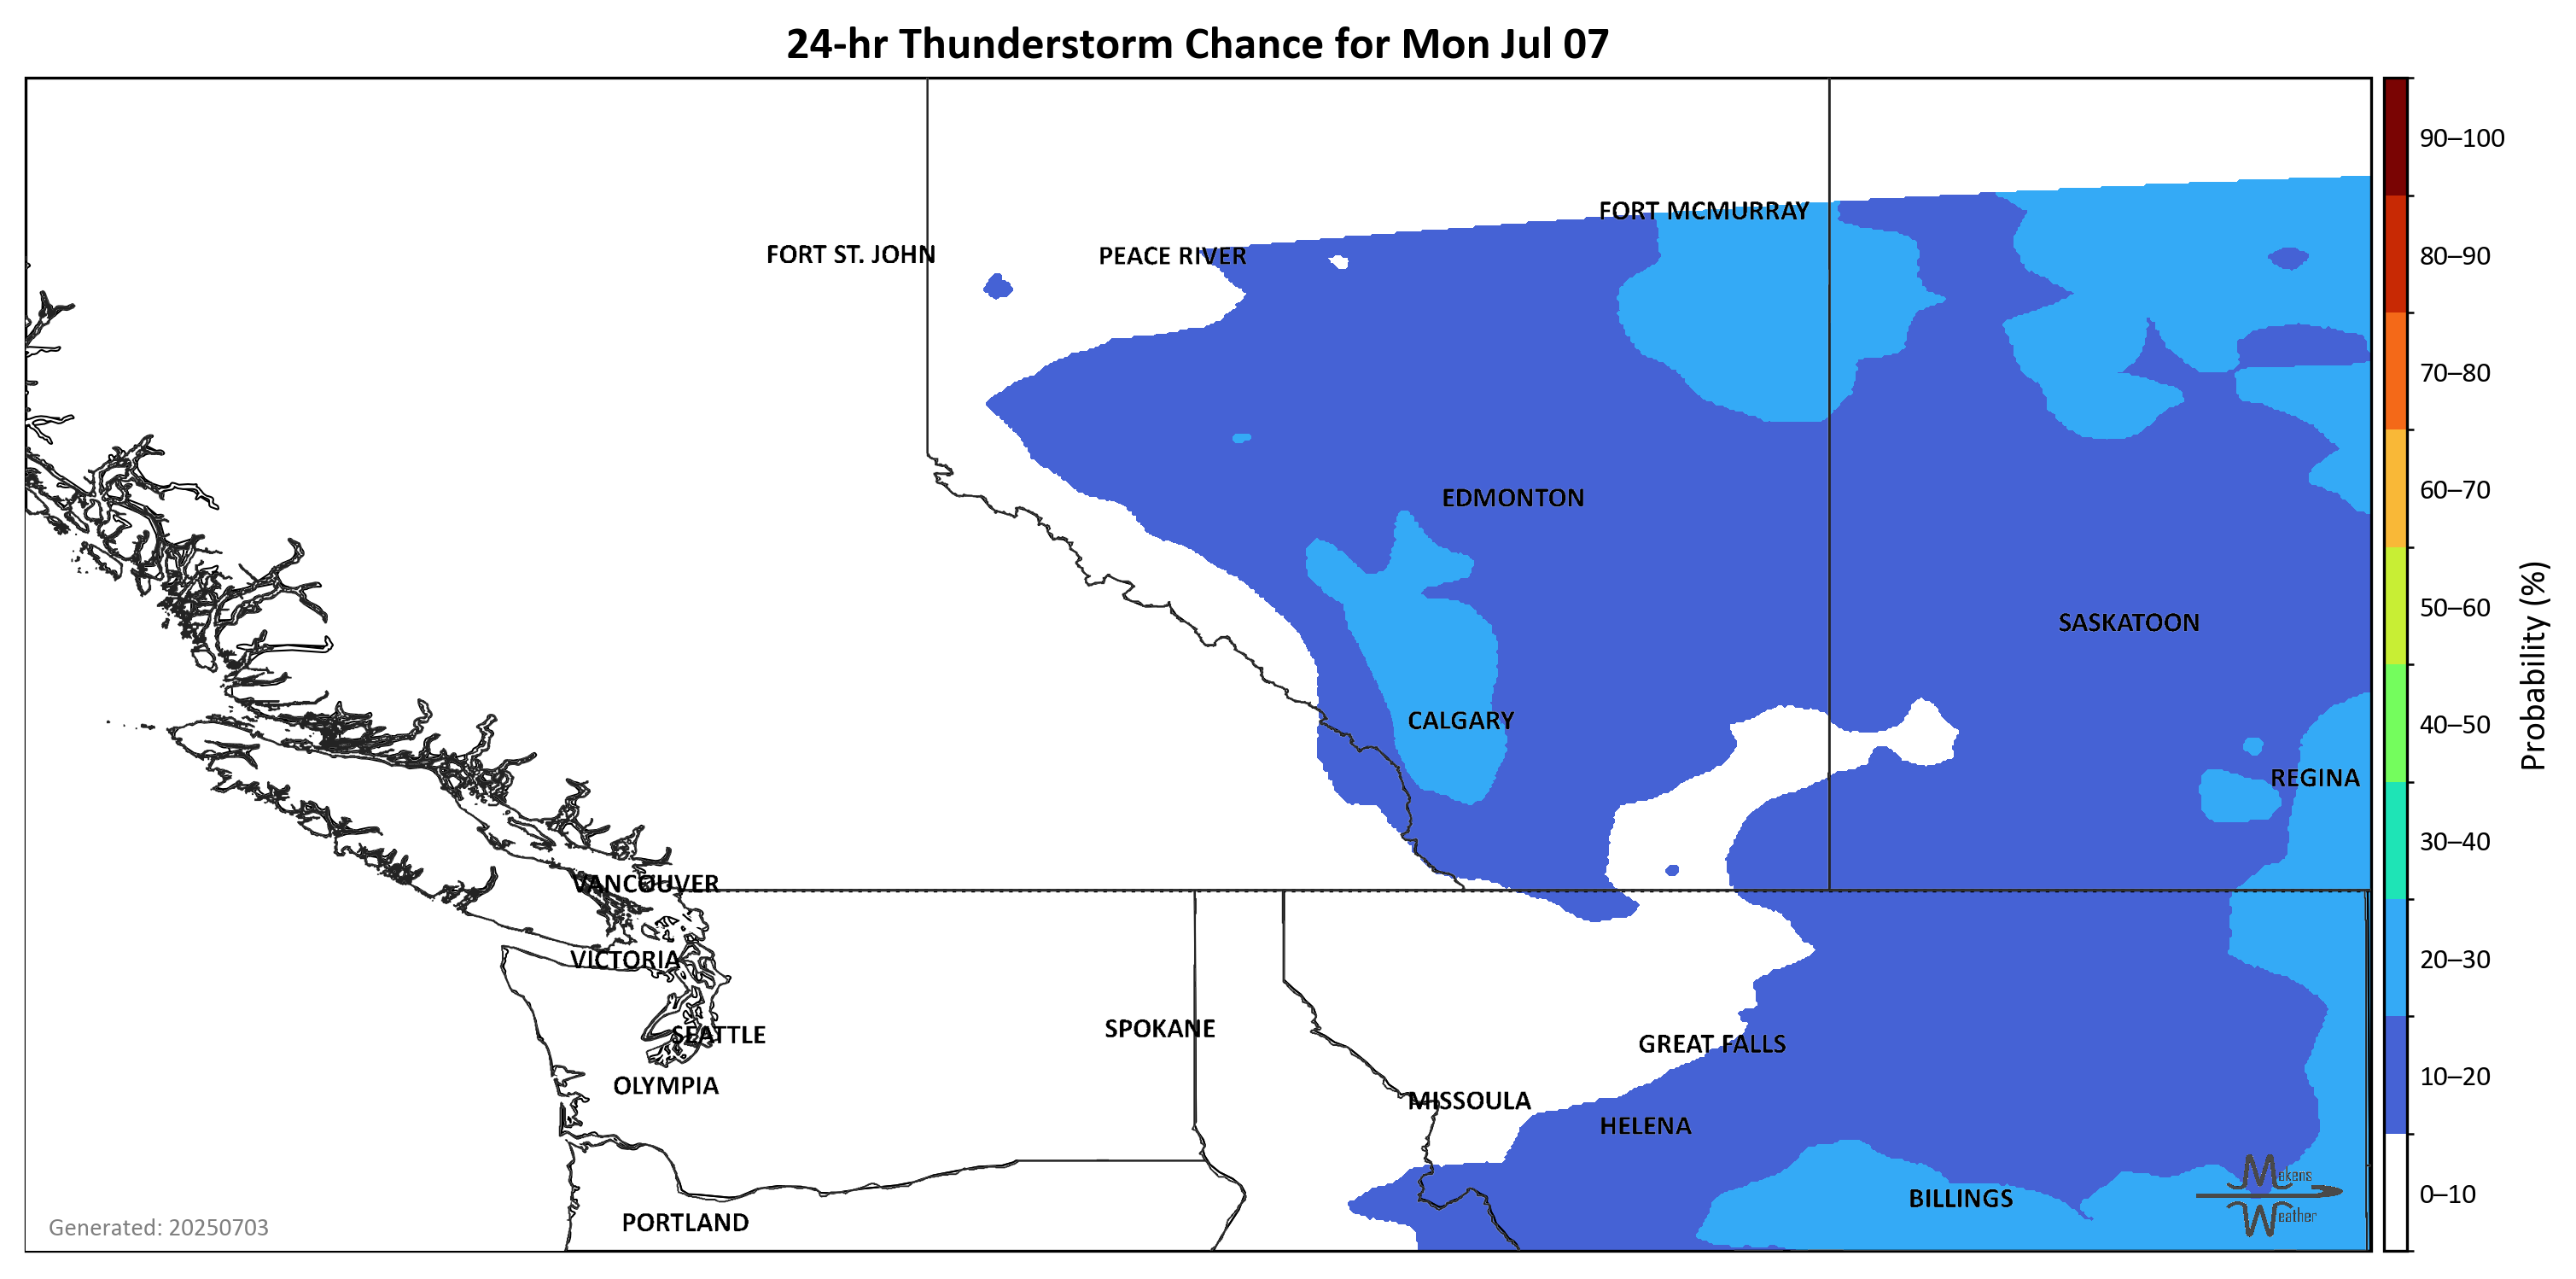 24-hr Thunderstorm Chance for Mon Jul 07
90–100
FORT MCMURRAY
FORT ST. JOHN
PEACE RIVER
80–90
70–80
EDMONTON
60–70
SASKATOON
50–60
CALGARY
40–50
REGINA
Probability (%)
30–40
VANCOUVER
VICTORIA
20–30
SEATTLE
SPOKANE
GREAT FALLS
OLYMPIA
10–20
MISSOULA
HELENA
Makens
Weather
BILLINGS
0–10
PORTLAND
Generated: 20250703